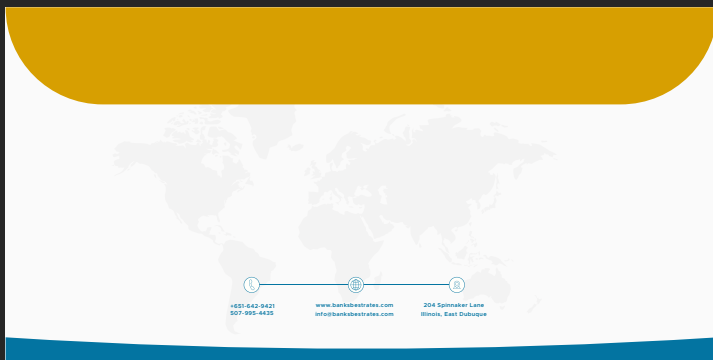 +651-642-9421
507-995-4435
www.banksbestrates.com
info@banksbestrates.com
204 Spinnaker Lane
Illinois, East Dubuque